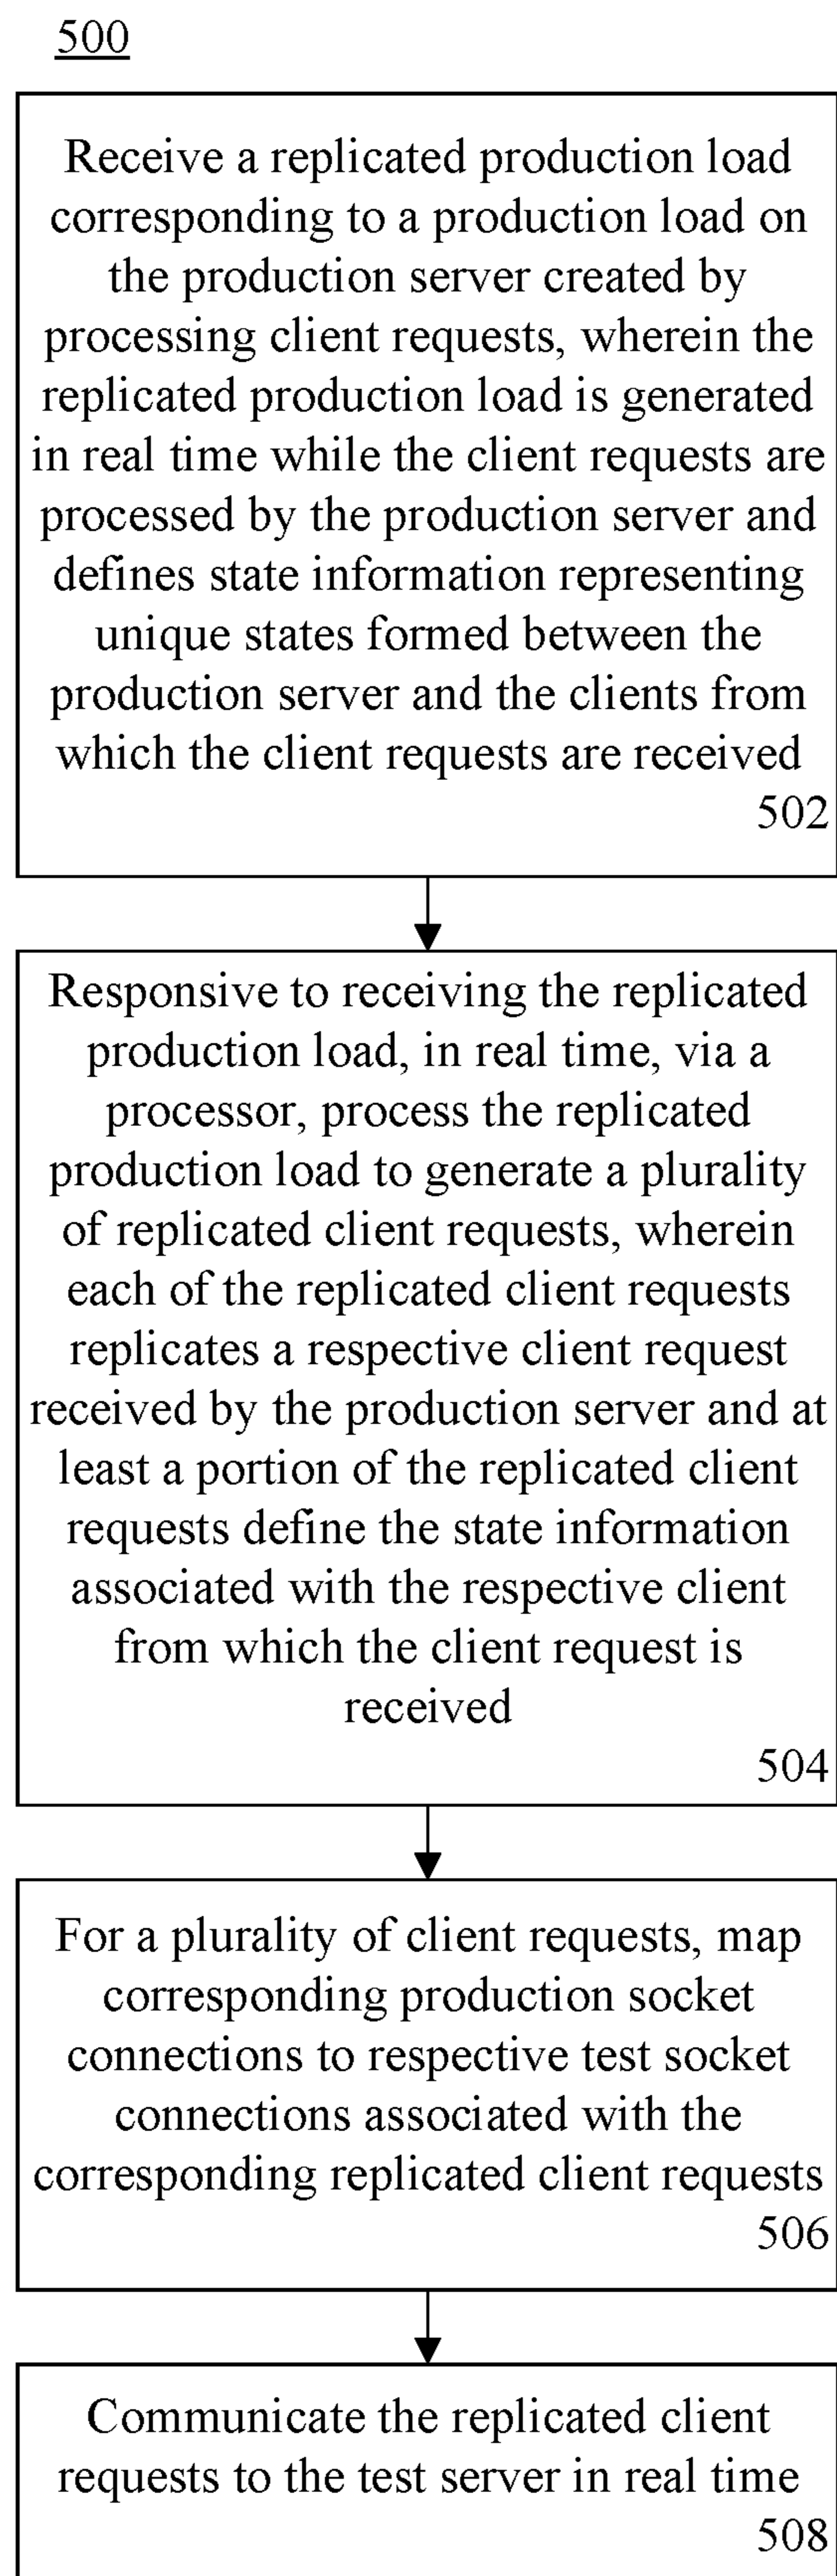 500
Receive a replicated production load
corresponding to a production load on
the production server created by
processing client requests, wherein the
replicated production load is generated
in real time while the client requests are
processed by the production server and
defines state information representing
unique states formed between the
production server and the clients from
which the client requests are received
502
Responsive to receiving the replicated
production load, in real time, via a
processor, process the replicated
production load to generate a plurality
of replicated client requests, wherein
each of the replicated client requests
replicates a respective client request
received by the production server and at
least a portion of the replicated client
requests define the state information
associated with the respective client
from which the client request is
received
504
For a plurality of client requests, map
corresponding production socket
connections to respective test socket
connections associated with the
corresponding replicated client requests
506
Communicate the replicated client
requests to the test server in real time
508